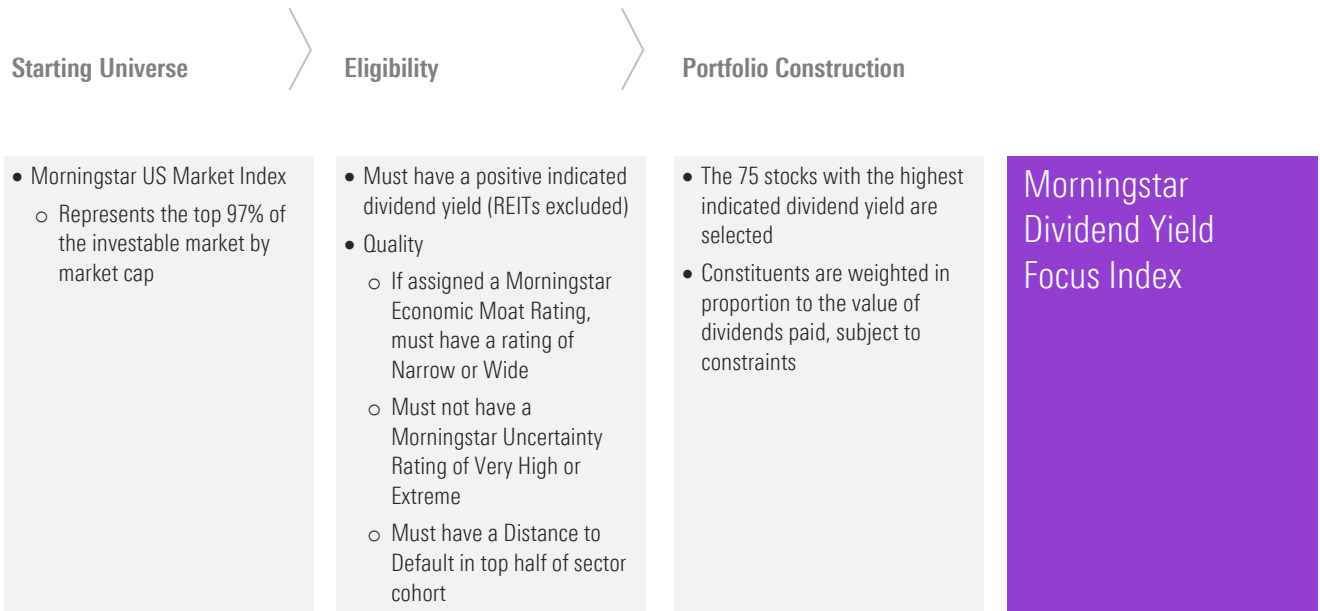 Starting Universe
Eligibility
Portfolio Construction
• Morningstar US Market Index
o Represents the top 97% of
the investable market by
market cap
• Must have a positive indicated
dividend yield (REITs excluded)
• Quality
o If assigned a Morningstar
Economic Moat Rating,
must have a rating of
Narrow or Wide
o Must not have a
Morningstar Uncertainty
Rating of Very High or
Extreme
o Must have a Distance to
Default in top half of sector
cohort
• The 75 stocks with the highest
indicated dividend yield are
selected
• Constituents are weighted in
proportion to the value of
dividends paid, subject to
constraints
Morningstar
Dividend Yield
Focus Index